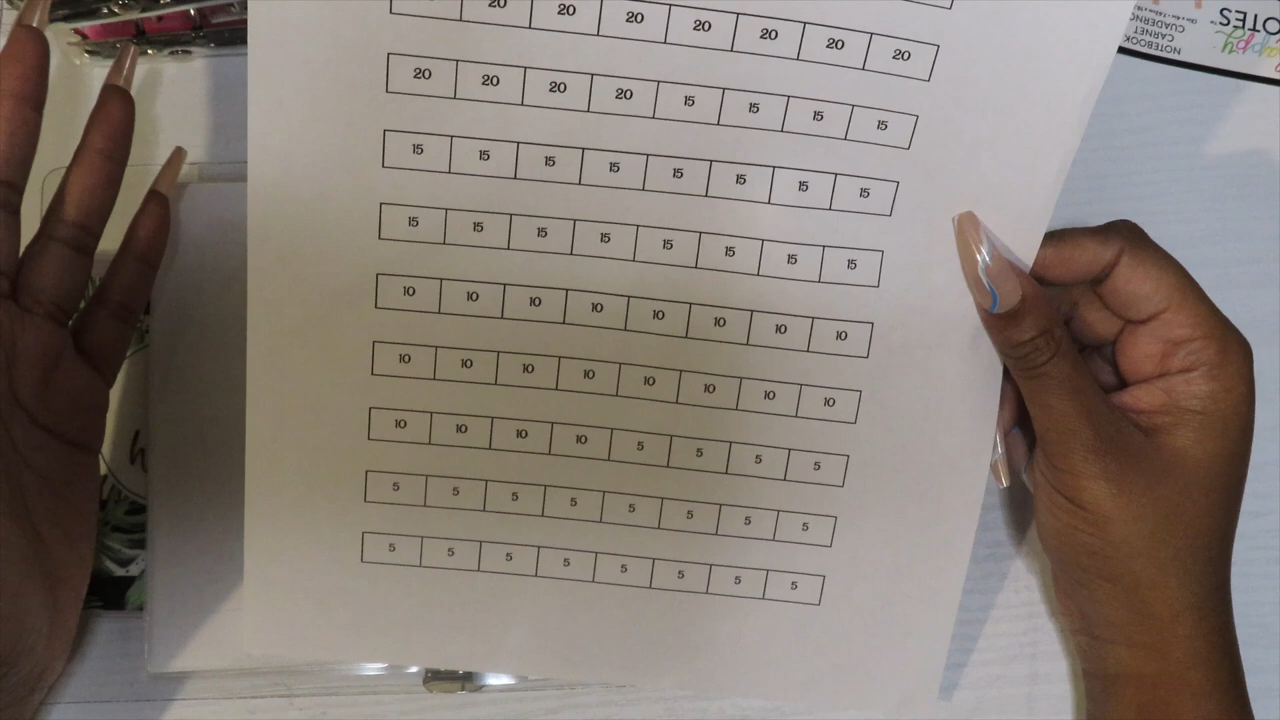 20 20 20 20 20 20 20
20 20 20 20 15 15 15 15
15 15 15 15 15 15 15 15
15 15 15 15 15 15 15 15
10 10 10 10 10 10 10 10
10 10 10 10 10 10 10 10
10 10 10 10 5 5 5 5
5 5 5 5 5 5 5 5
5 5 5 5 5 5 5 5
OTES
NOTEBOOK
CARNET
CUADERNO